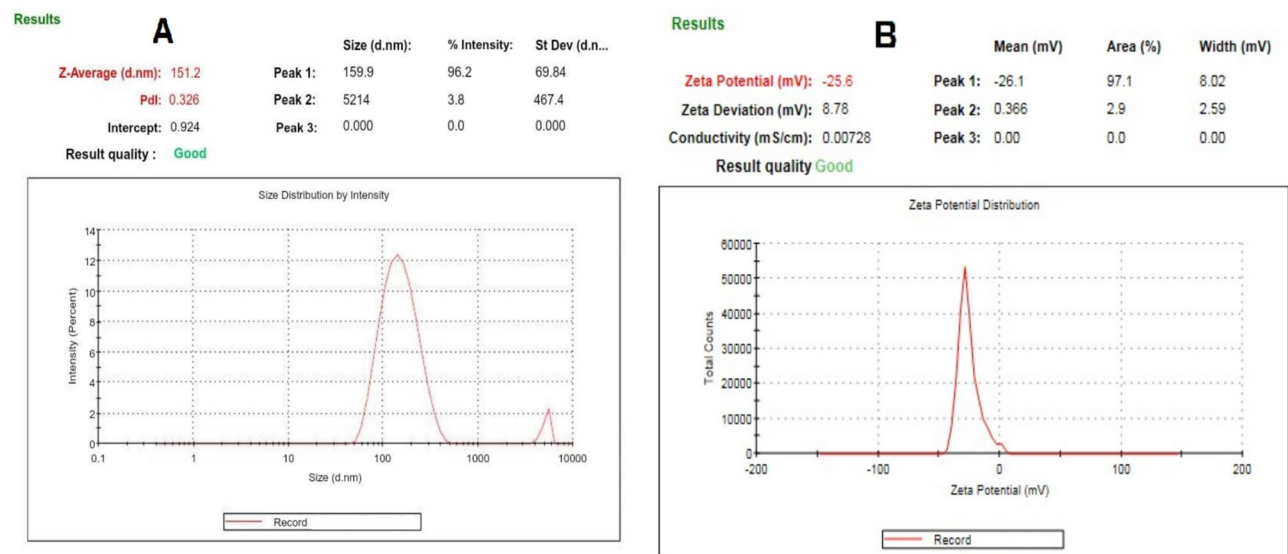 Results
A
Size (d.nm): % Intensity: St Dev (d.n...
Z-Average (d.nm): 151.2 Peak 1: 159.9 96.2 69.84
PdI: 0.326 Peak 2: 5214 3.8 467.4
Intercept: 0.924 Peak 3: 0.000 0.0 0.000
Result quality : Good
Size Distribution by Intensity
Intensity (Percent)
14
12
10
8
6
4
2
0
0.1 1 10 100 1000 10000
Size (d.nm)
Record
Results
B
Mean (mV) Area (%) Width (mV)
Zeta Potential (mV): -25.6 Peak 1: -26.1 97.1 8.02
Zeta Deviation (mV): 8.78 Peak 2: 0.366 2.9 2.59
Conductivity (mS/cm): 0.00728 Peak 3: 0.00 0.0 0.00
Result quality Good
Zeta Potential Distribution
Total Counts
60000
50000
40000
30000
20000
10000
0
-200 -100 0 100 200
Zeta Potential (mV)
Record